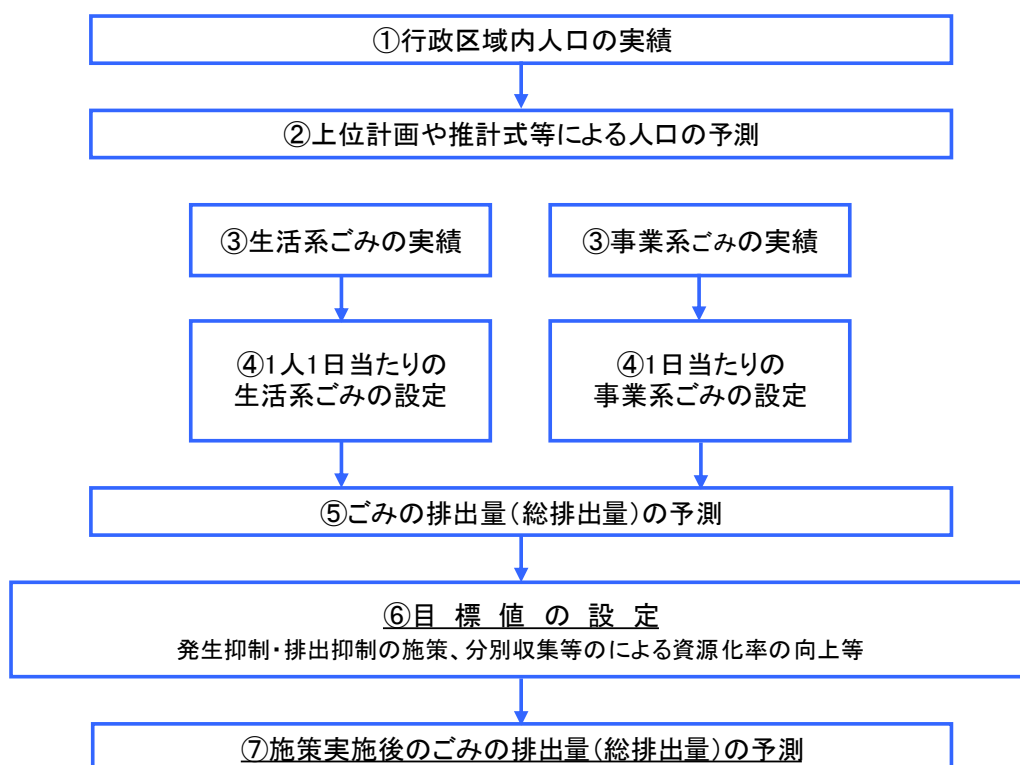 ①行政区域内人口の実績
②上位計画や推計式等による人口の予測
③生活系ごみの実績
③事業系ごみの実績
④1人1日当たりの
生活系ごみの設定
④1日当たりの
事業系ごみの設定
⑤ごみの排出量(総排出量)の予測
⑥目標値の設定
発生抑制・排出抑制の施策、分別収集等のによる資源化率の向上等
⑦施策実施後のごみの排出量(総排出量)の予測